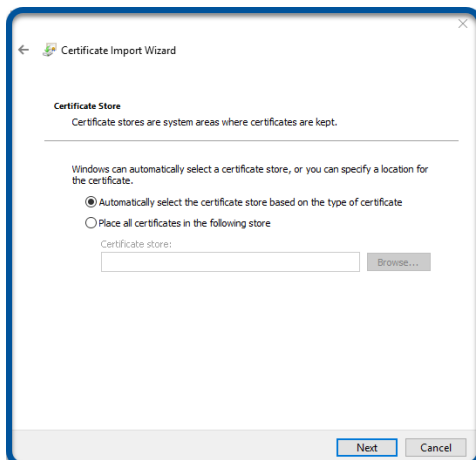 Certificate Import Wizard
Certificate Store
Certificate stores are system areas where certificates are kept.
Windows can automatically select a certificate store, or you can specify a location for
the certificate.
Automatically select the certificate store based on the type of certificate
Place all certificates in the following store
Certificate store:
Browse...
Next
Cancel